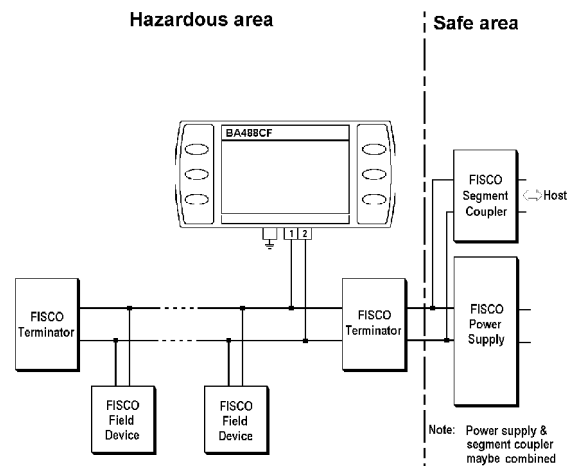 Hazardous area
Safe area
BA488CF
1 2
FISCO
Segment
Coupler
Host
FISCO
Terminator
FISCO
Terminator
FISCO
Power
Supply
FISCO
Field
Device
FISCO
Field
Device
Note: Power supply &
segment coupler
maybe combined